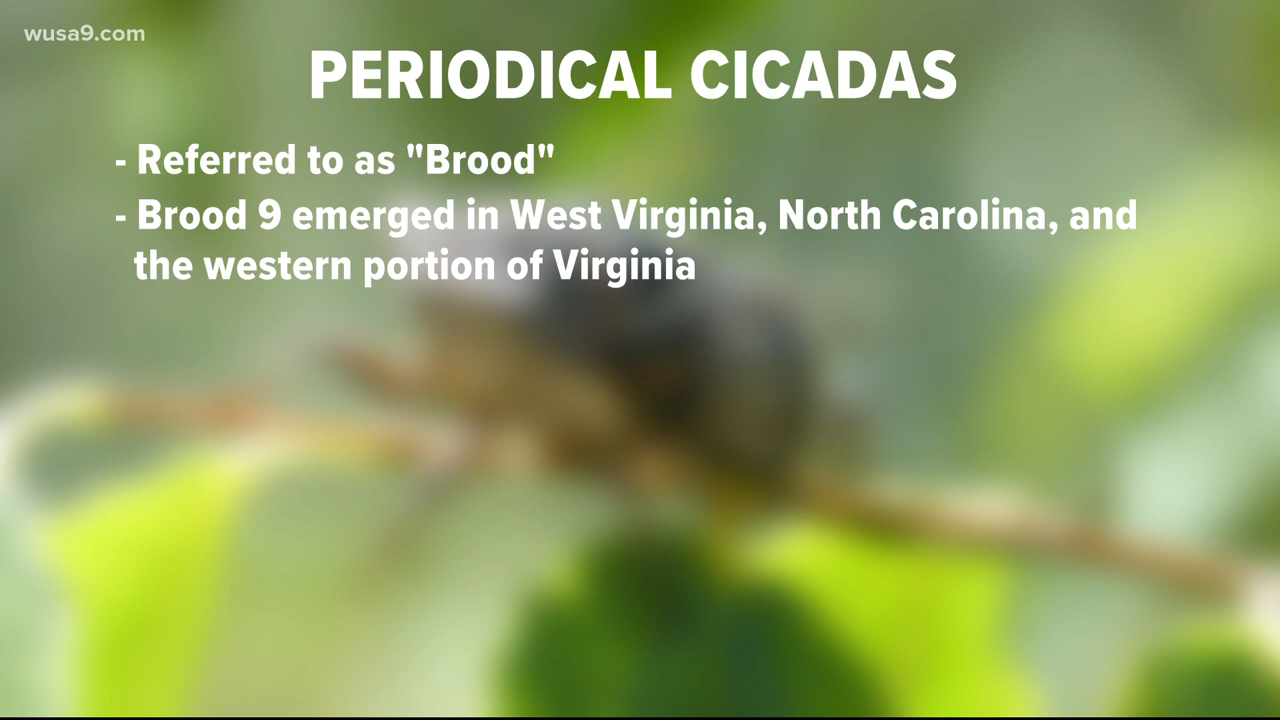 wusa9.com
PERIODICAL CICADAS
- Referred to as "Brood"
- Brood 9 emerged in West Virginia, North Carolina, and
the western portion of Virginia